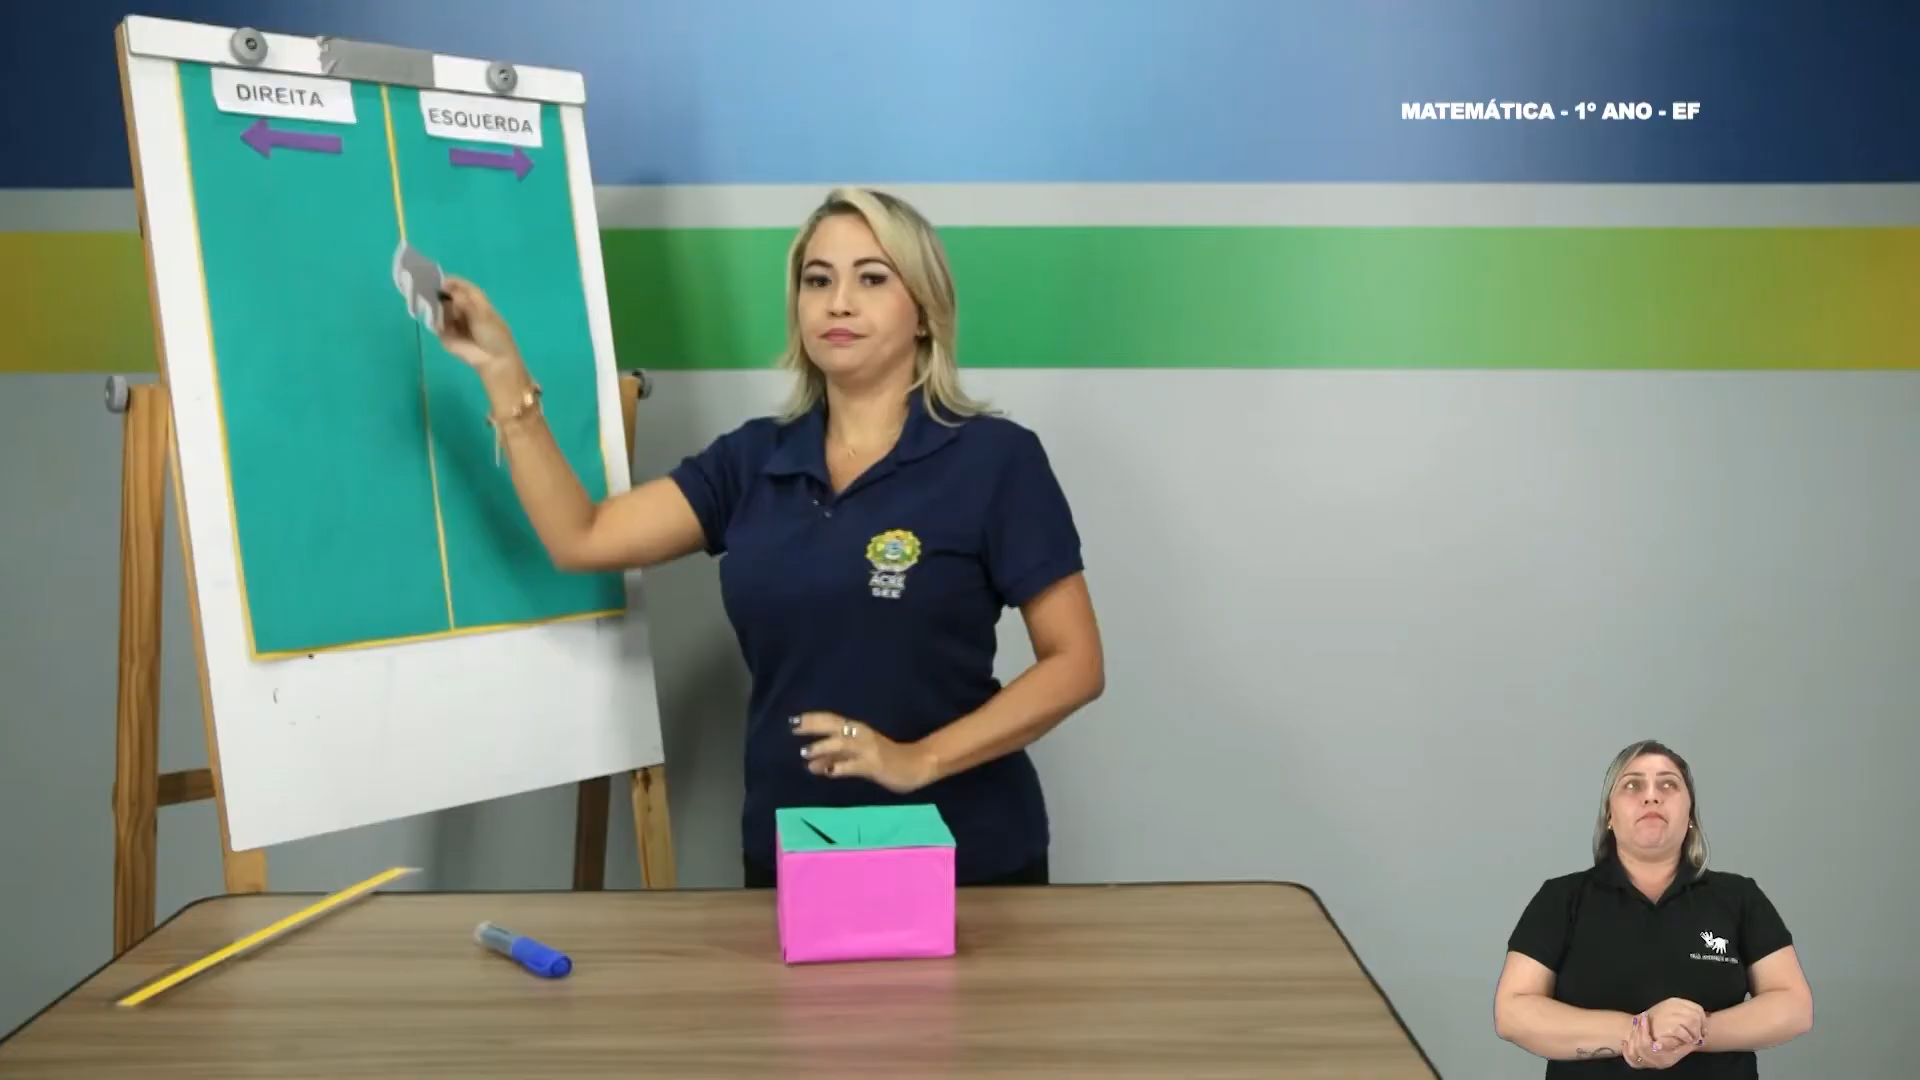 DIREITA
ESQUERDA
MATEMÁTICA - 1º ANO - EF
ACRE
SEE